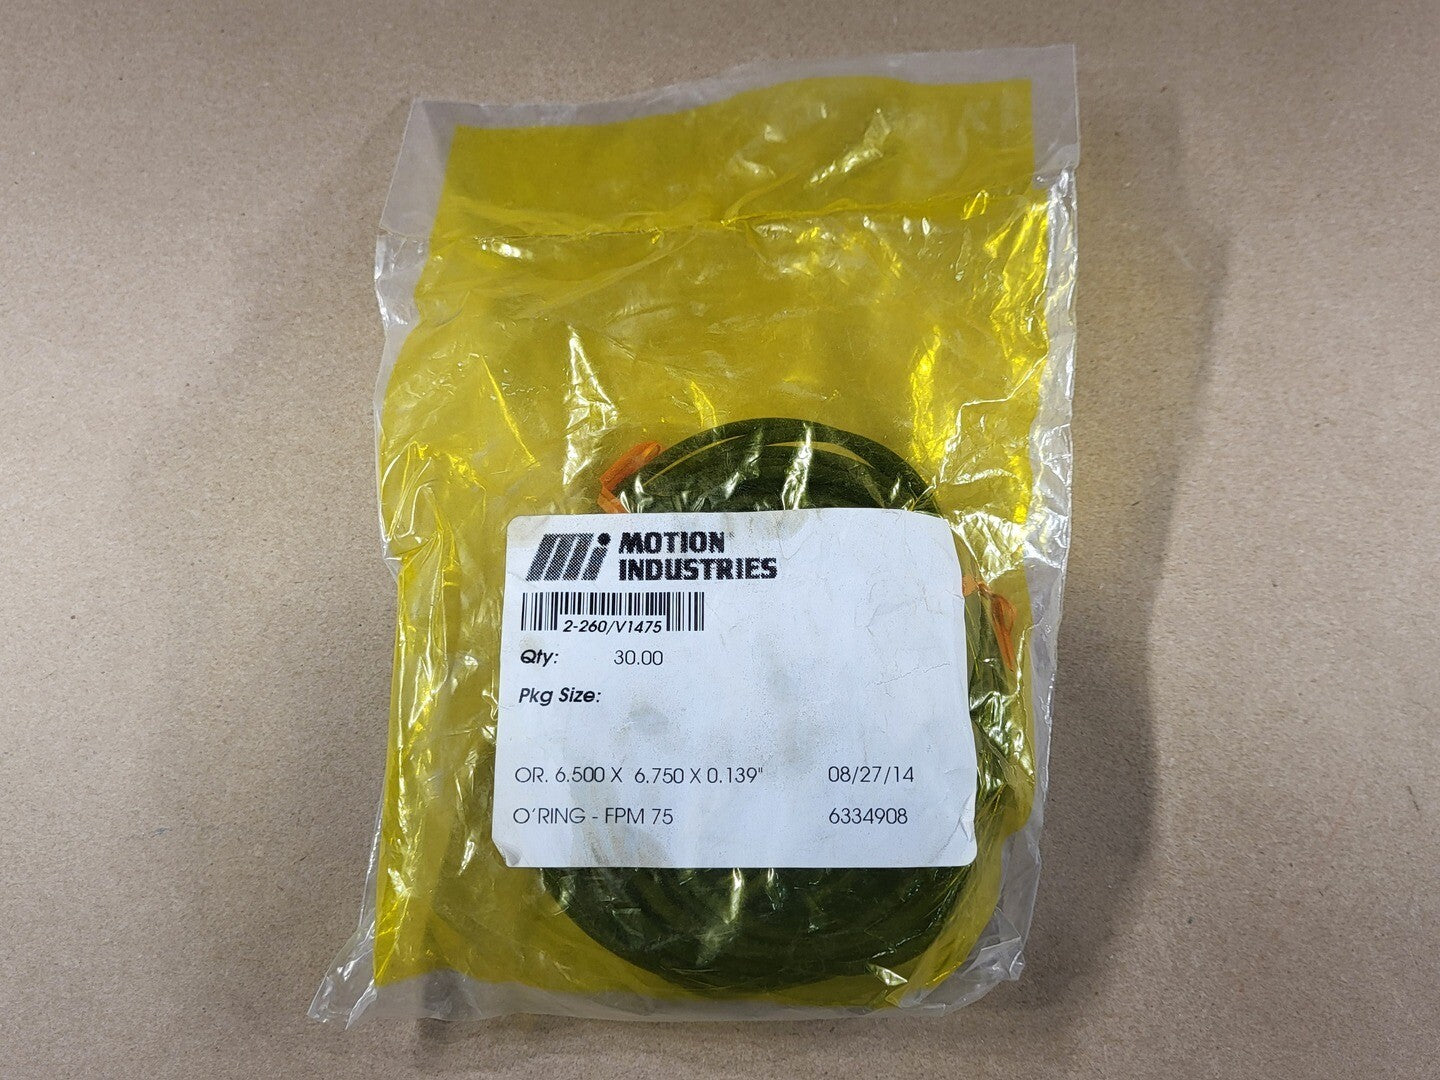 MOTION
INDUSTRIES
2-260/V1475
Qty: 30.00
Pkg Size:
OR. 6.500 X 6.750 X 0.139" 08/27/14
O'RING - FPM 75 6334908